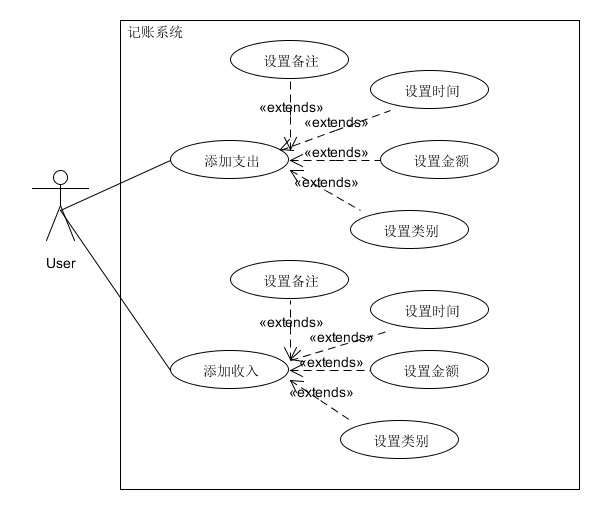 记账系统
设置备注
设置时间
«extends»
«extends»
添加支出
«extends»
设置金额
«extends»
设置类别
User
设置备注
设置时间
«extends»
«extends»
添加收入
«extends»
设置金额
«extends»
设置类别